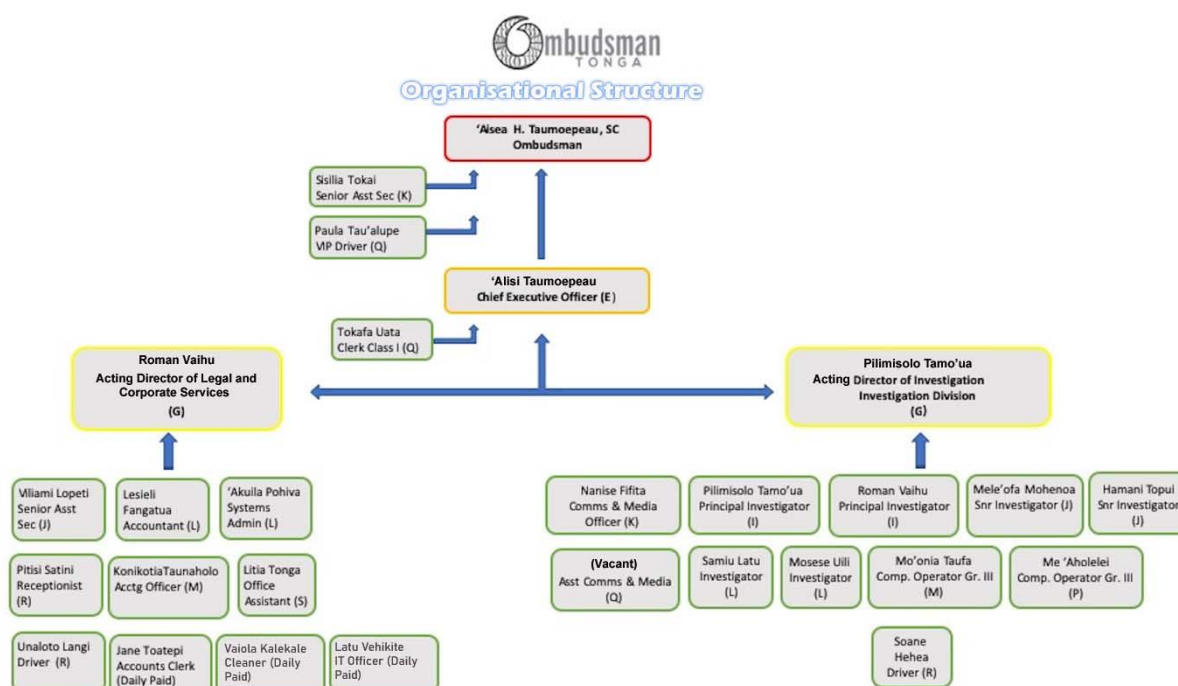 Ombudsman
TONGA
Organisational Structure
‘Aisea H. Taumoepeau, SC
Ombudsman
Sisilia Tokai
Senior Asst Sec (K)
Paula Tau’alupe
VIP Driver (Q)
‘Alisi Taumoepeau
Chief Executive Officer (E)
Tokafa Uata
Clerk Class I (Q)
Roman Vaihu
Acting Director of Legal and
Corporate Services
(G)
Pilimisolo Tamo’ua
Acting Director of Investigation
Investigation Division
(G)
Viliami Lopeti
Senior Asst
Sec (J)
Lesieli
Fangatua
Accountant (L)
‘Akuila Pohiva
Systems
Admin (L)
Nanise Fifita
Comms & Media
Officer (K)
Pilimisolo Tamo’ua
Principal Investigator
(I)
Roman Vaihu
Principal Investigator
(I)
Mele’ofa Mohenoa
Snr Investigator (J)
Hamani Topui
Snr Investigator
(J)
Pitisi Satini
Receptionist
(R)
KonikotiaTaunaholo
Acctg Officer (M)
Litia Tonga
Office
Assistant (S)
(Vacant)
Asst Comms & Media
(Q)
Samiu Latu
Investigator
(L)
Mosese Uili
Investigator
(L)
Mo’onia Taufa
Comp. Operator Gr. III
(M)
Me ‘Aholelei
Comp. Operator Gr. III
(P)
Unaloto Langi
Driver (R)
Jane Toatepi
Accounts Clerk
(Daily Paid)
Vaiola Kalekale
Cleaner (Daily
Paid)
Latu Vehikite
IT Officer (Daily
Paid)
Soane
Hehea
Driver (R)